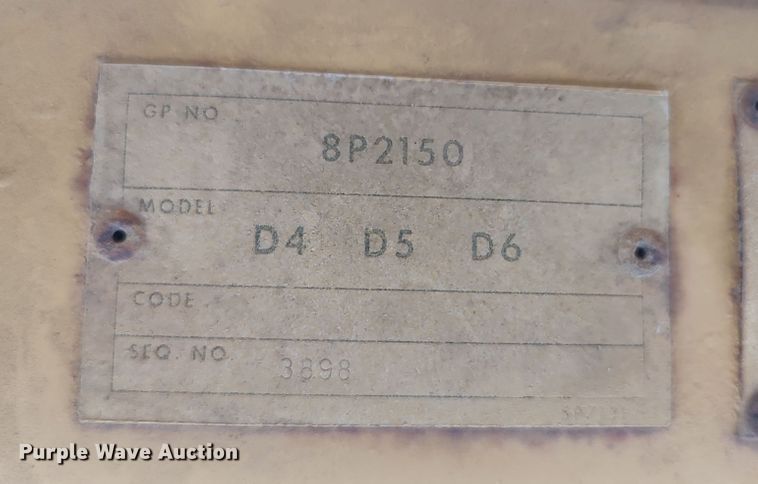 GP NO
8P2150
MODEL
D4 D5 D6
CODE
SEQ. NO. 3898
Purple Wave Auction